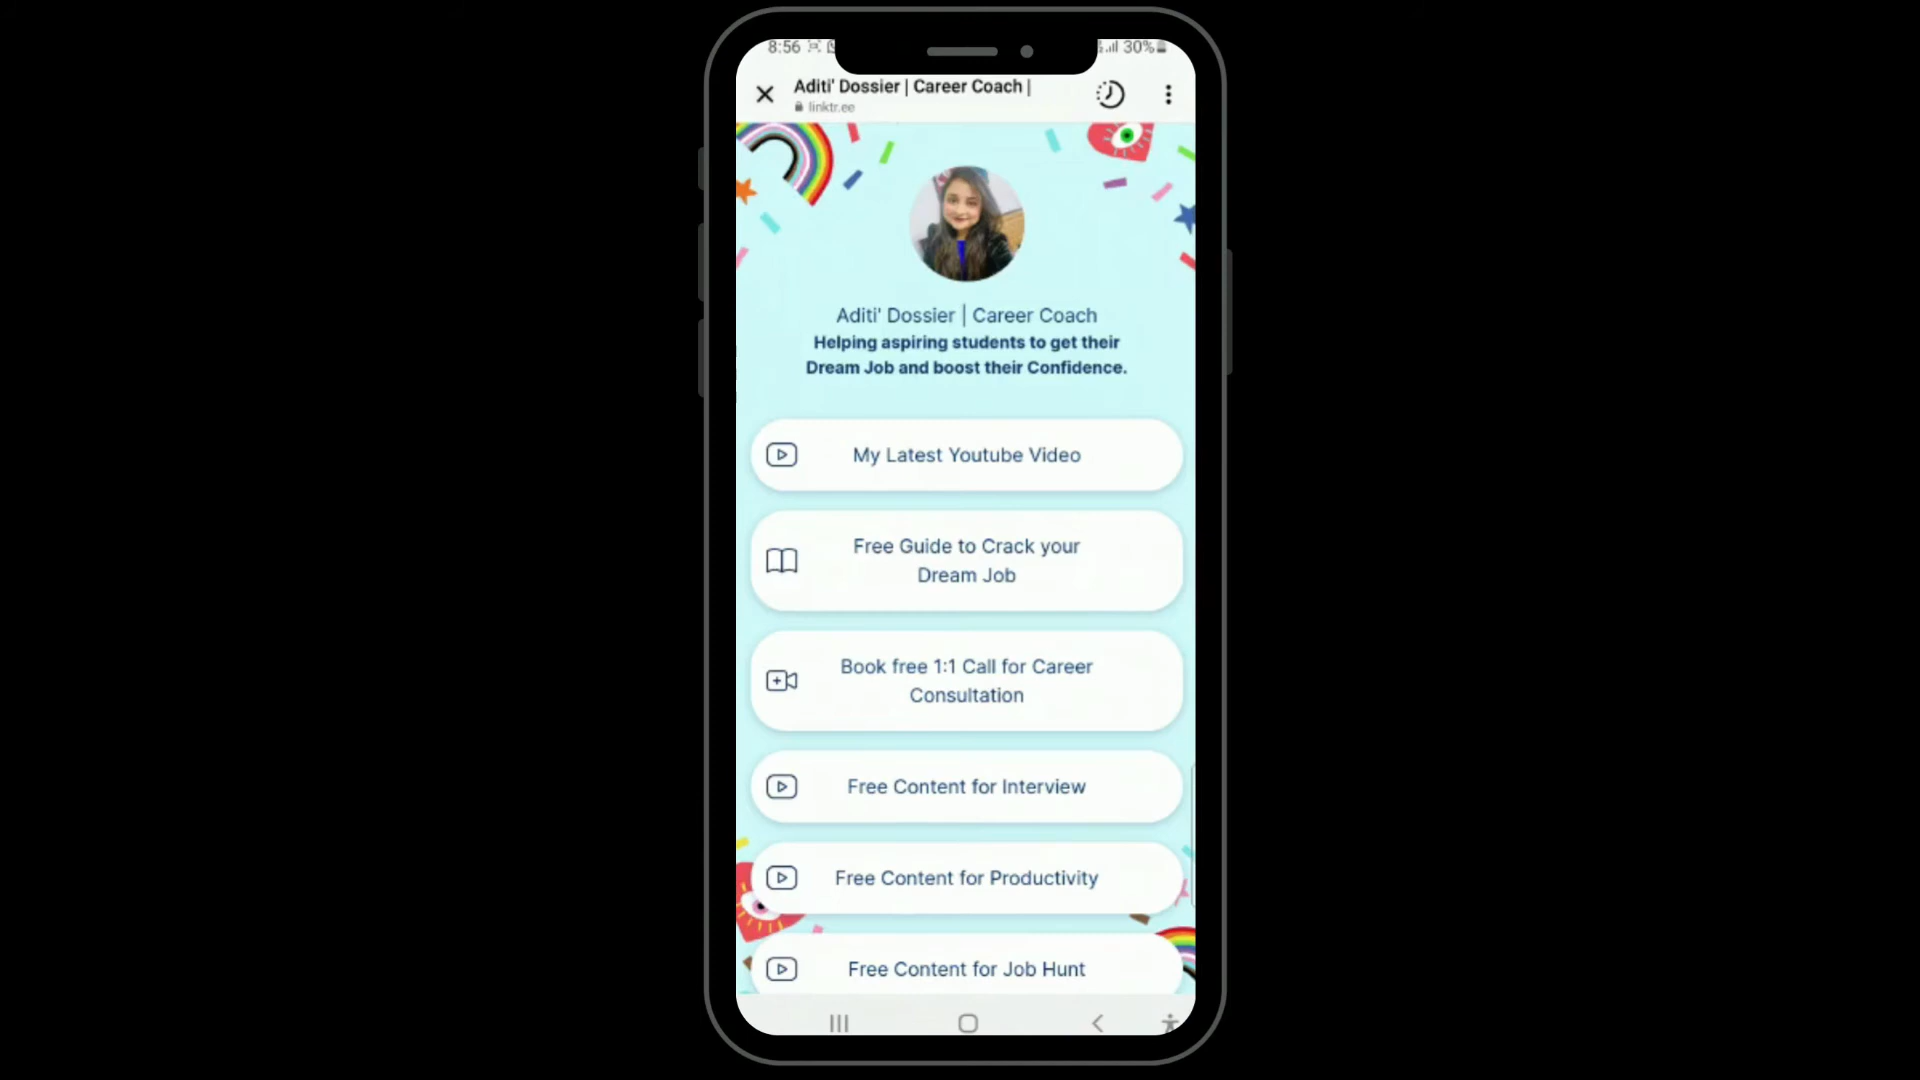 8:56
30%
Aditi' Dossier | Career Coach |
linktr.ee
Aditi' Dossier | Career Coach
Helping aspiring students to get their
Dream Job and boost their Confidence.
My Latest Youtube Video
Free Guide to Crack your
Dream Job
Book free 1:1 Call for Career
Consultation
Free Content for Interview
Free Content for Productivity
Free Content for Job Hunt